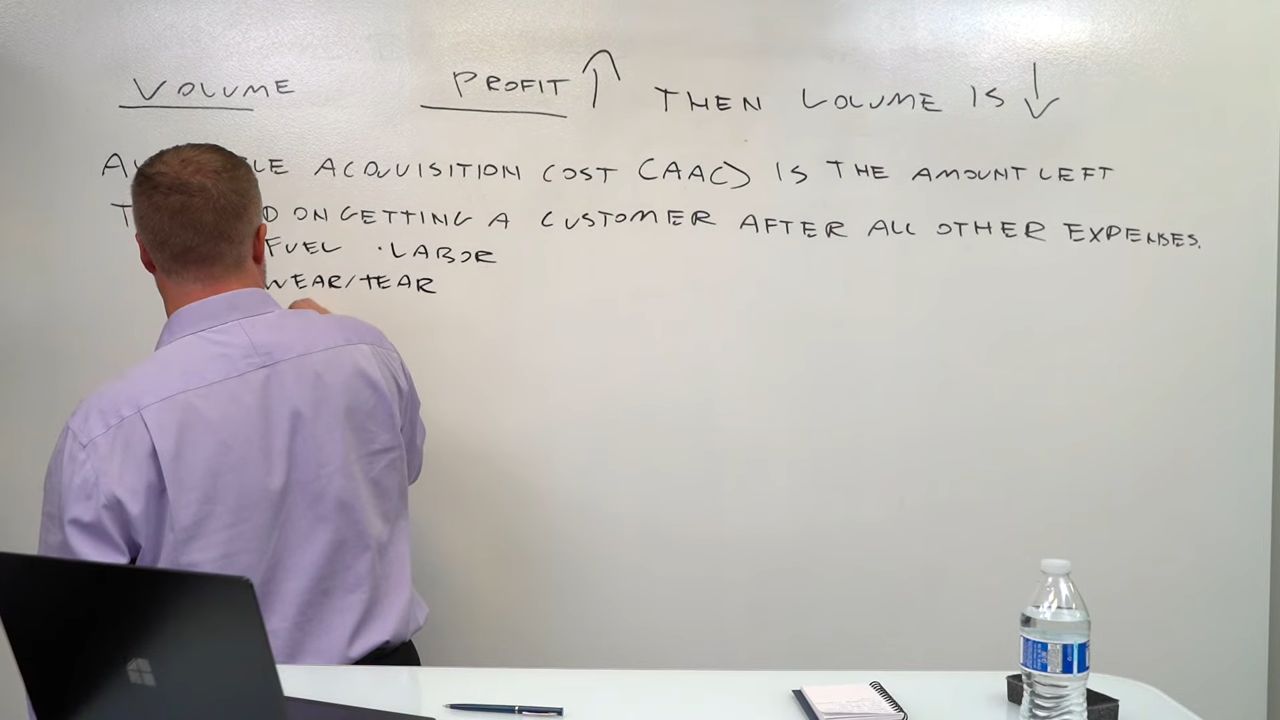 VOLUME PROFIT ↑ THEN VOLUME IS ↓
ACQUISITION COST (AAC) IS THE AMOUNT LEFT
ON GETTING A CUSTOMER AFTER ALL OTHER EXPENSES.
FUEL · LABOR
WEAR/TEAR